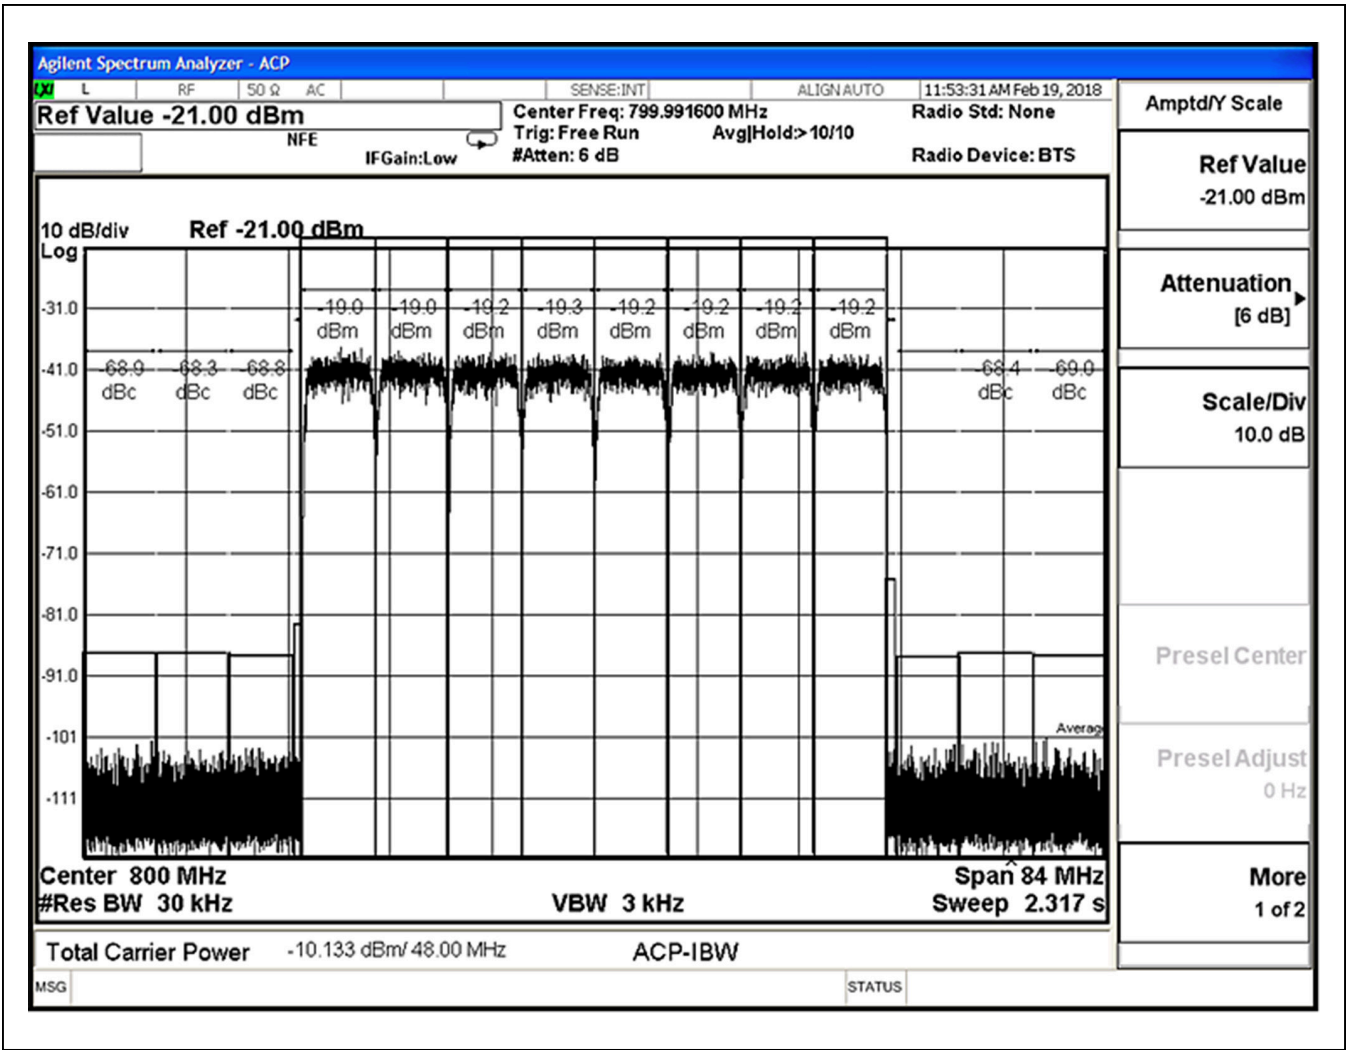 Agilent Spectrum Analyzer - ACP
LXI L RF 50 Ω AC SENSE:INT ALIGN AUTO 11:53:31 AM Feb 19, 2018
Ref Value -21.00 dBm Center Freq: 799.991600 MHz Radio Std: None
NFE Trig: Free Run Avg|Hold:> 10/10
IFGain:Low #Atten: 6 dB Radio Device: BTS
Amptd/Y Scale
Ref Value
-21.00 dBm
Attenuation
[6 dB]
Scale/Div
10.0 dB
Presel Center
Presel Adjust
0 Hz
More
1 of 2
10 dB/div Ref -21.00 dBm
Log
-31.0 -19.0 -19.0 -19.2 -19.3 -19.2 -19.2 -19.2 -19.2
dBm dBm dBm dBm dBm dBm dBm dBm
-41.0 -68.9 -68.3 -68.8 -68.4 -69.0
dBc dBc dBc dBc dBc
-51.0
-61.0
-71.0
-81.0
-91.0
-101 Average
-111
Center 800 MHz Span 84 MHz
#Res BW 30 kHz VBW 3 kHz Sweep 2.317 s
Total Carrier Power -10.133 dBm/ 48.00 MHz ACP-IBW
MSG STATUS